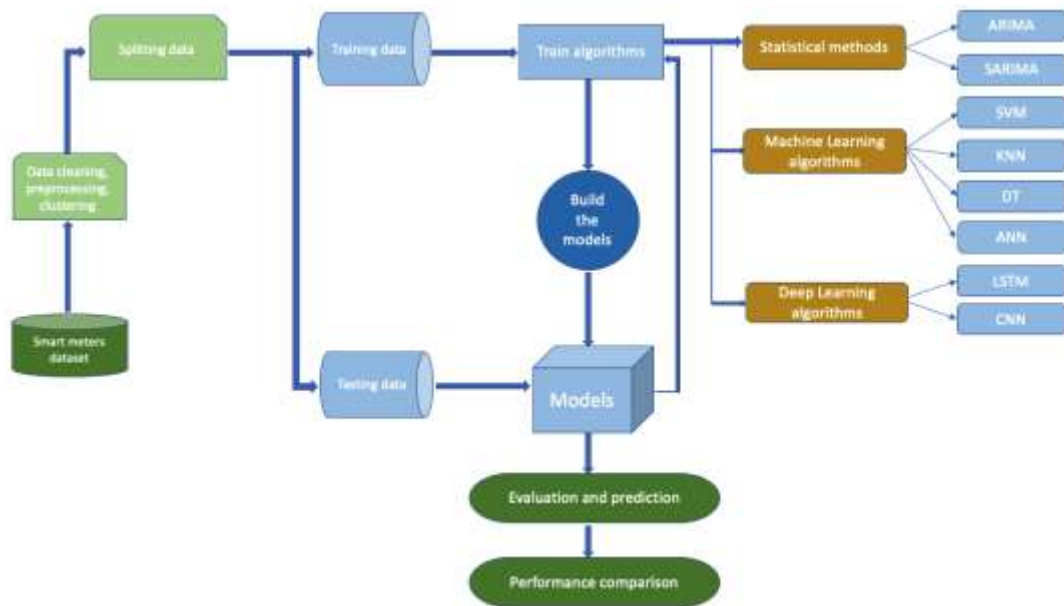 Splitting data
Training data
Train algorithms
Statistical methods
ARIMA
SARIMA
Data cleaning,
preprocessing,
clustering
Build
the
models
Machine Learning
algorithms
SVM
KNN
DT
ANN
Smart meters
dataset
Testing data
Models
Deep Learning
algorithms
LSTM
CNN
Evaluation and prediction
Performance comparison